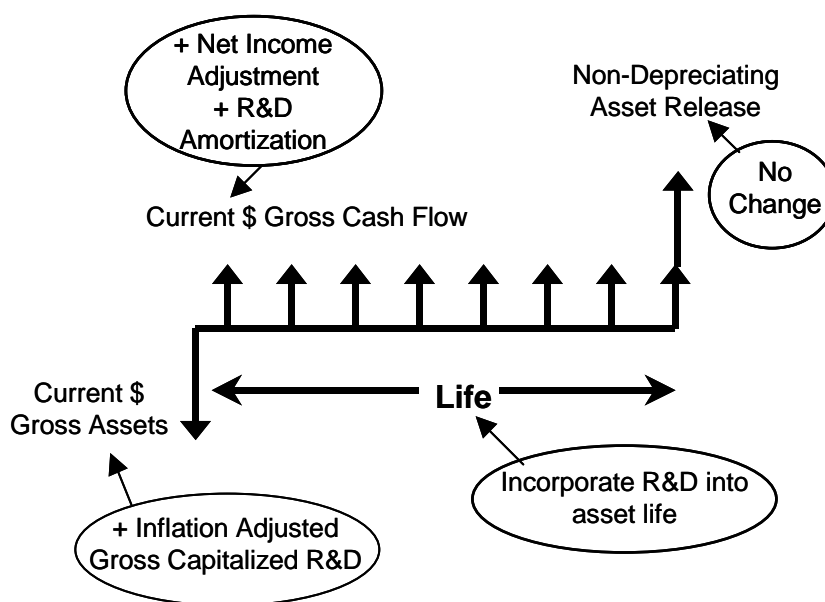 + Net Income
Adjustment
+ R&D
Amortization
Non-Depreciating
Asset Release
No
Change
Current $ Gross Cash Flow
Current $
Gross Assets
Life
Incorporate R&D into
asset life
+ Inflation Adjusted
Gross Capitalized R&D